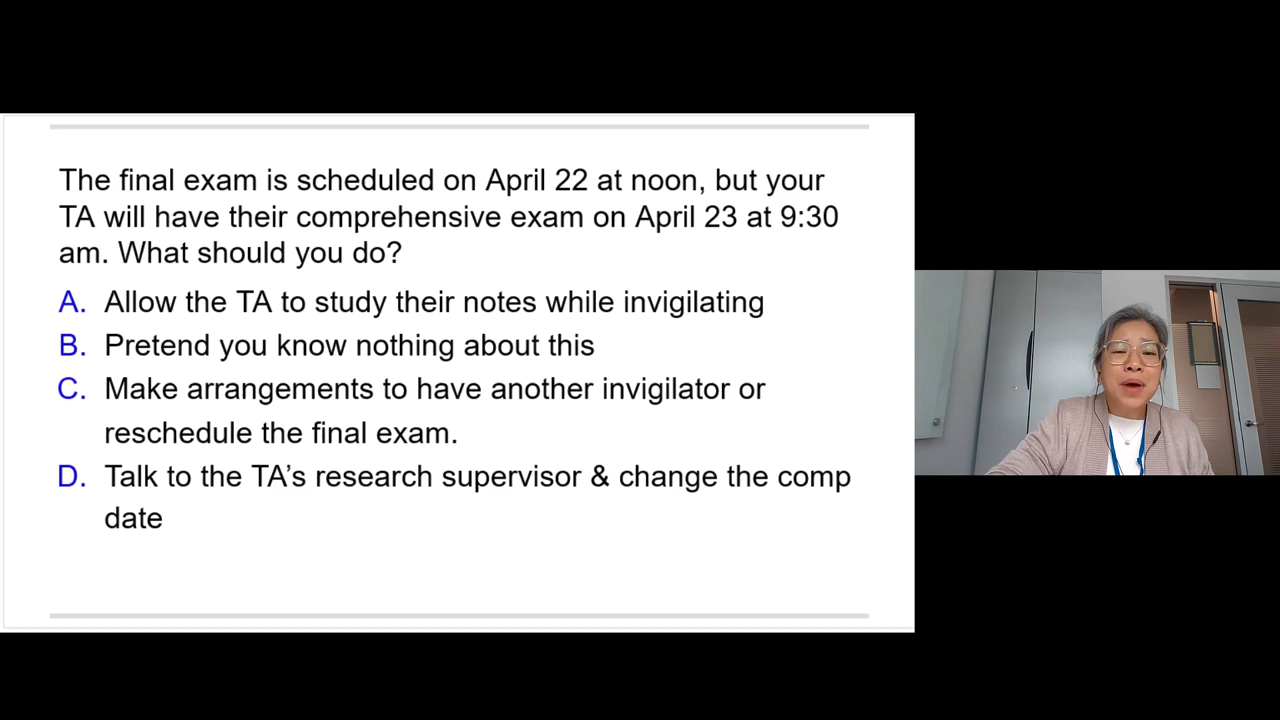 The final exam is scheduled on April 22 at noon, but your
TA will have their comprehensive exam on April 23 at 9:30
am. What should you do?
A. Allow the TA to study their notes while invigilating
B. Pretend you know nothing about this
C. Make arrangements to have another invigilator or
reschedule the final exam.
D. Talk to the TA’s research supervisor & change the comp
date